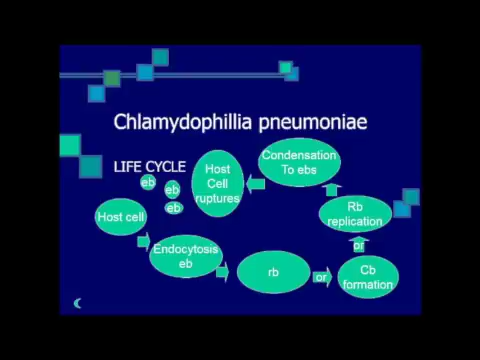 Chlamydophillia pneumoniae
LIFE CYCLE
eb
eb
eb
Host cell
Endocytosis
eb
rb
or
Cb
formation
or
Rb
replication
Condensation
To ebs
Host
Cell
ruptures